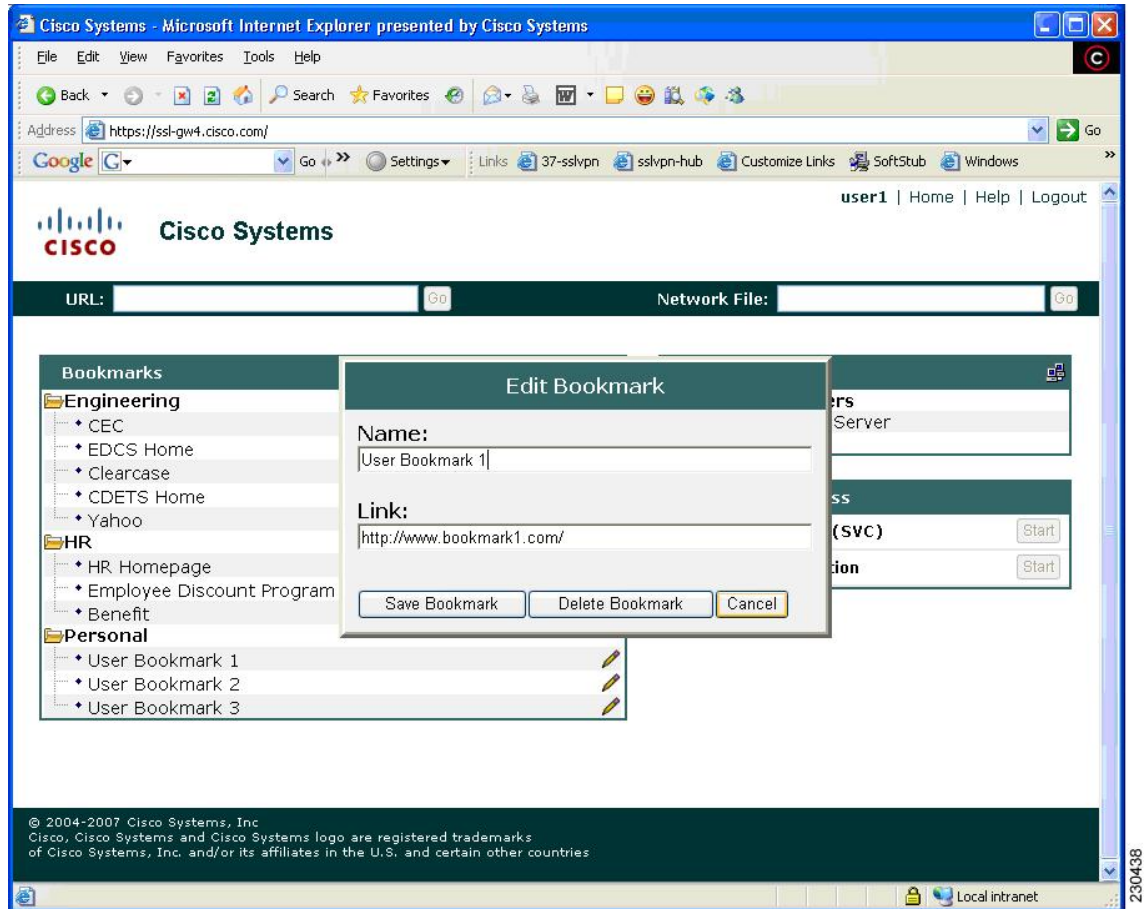 Cisco Systems - Microsoft Internet Explorer presented by Cisco Systems
File Edit View Favorites Tools Help
Back Search Favorites
Address https://ssl-gw4.cisco.com/ Go
Google G Go » Settings Links 37-sslvpn sslvpn-hub Customize Links SoftStub Windows »
user1 | Home | Help | Logout
CISCO Cisco Systems
URL: Go Network File: Go
Bookmarks
Engineering
CEC
EDCS Home
Clearcase
CDETS Home
Yahoo
HR
HR Homepage
Employee Discount Program
Benefit
Personal
User Bookmark 1
User Bookmark 2
User Bookmark 3
Edit Bookmark
Name:
User Bookmark 1
Link:
http://www.bookmark1.com/
Save Bookmark Delete Bookmark Cancel
ers
Server
ss
(SVC) Start
tion Start
© 2004-2007 Cisco Systems, Inc
Cisco, Cisco Systems and Cisco Systems logo are registered trademarks
of Cisco Systems, Inc. and/or its affiliates in the U.S. and certain other countries
Local intranet
230438